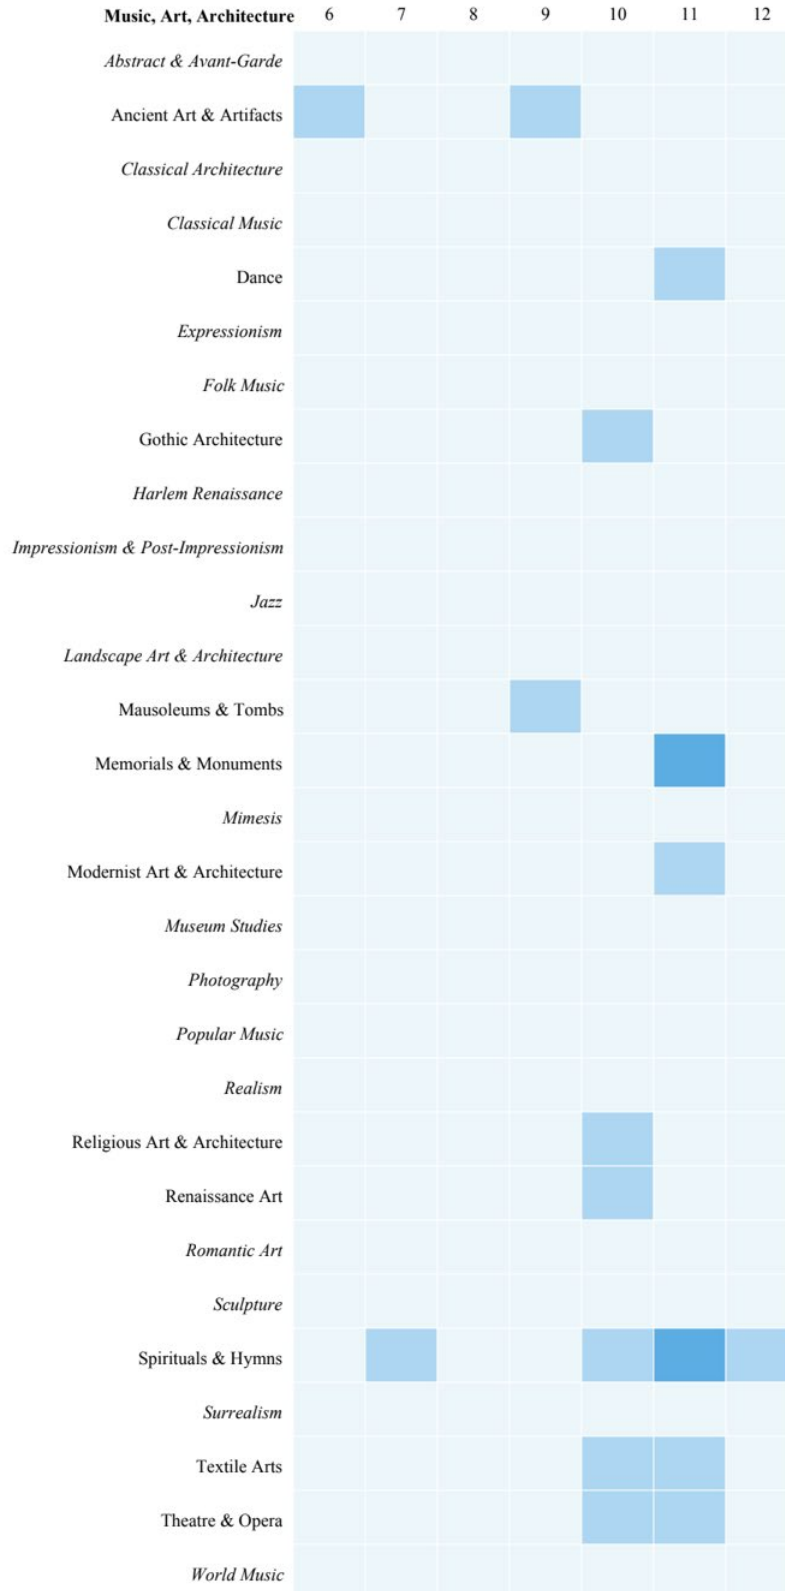 Music, Art, Architecture 6 7 8 9 10 11 12
Abstract & Avant-Garde
Ancient Art & Artifacts
Classical Architecture
Classical Music
Dance
Expressionism
Folk Music
Gothic Architecture
Harlem Renaissance
Impressionism & Post-Impressionism
Jazz
Landscape Art & Architecture
Mausoleums & Tombs
Memorials & Monuments
Mimesis
Modernist Art & Architecture
Museum Studies
Photography
Popular Music
Realism
Religious Art & Architecture
Renaissance Art
Romantic Art
Sculpture
Spirituals & Hymns
Surrealism
Textile Arts
Theatre & Opera
World Music